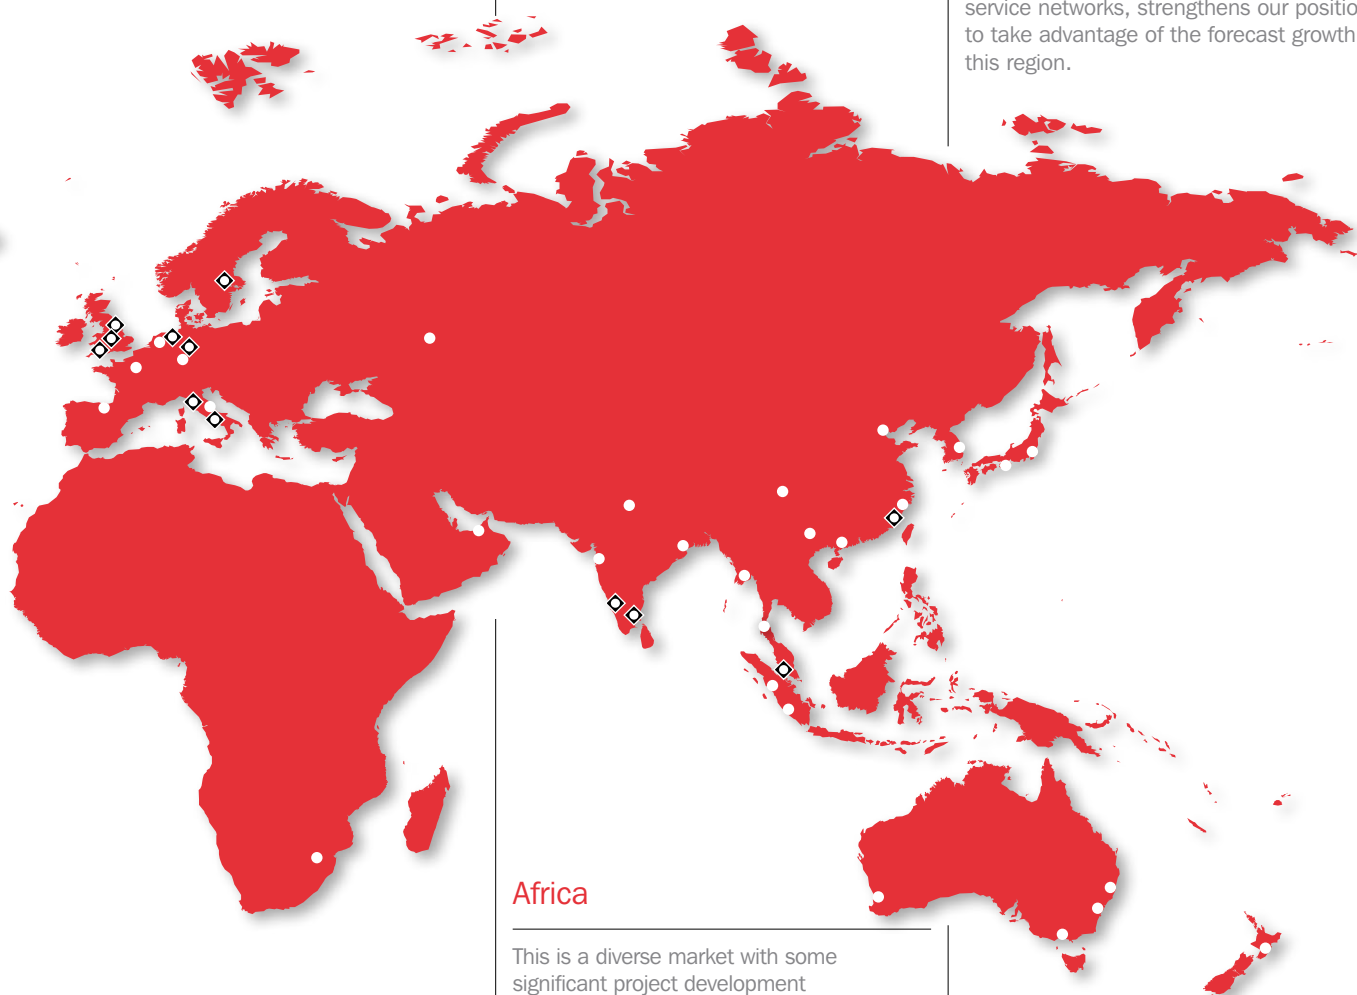 service networks, strengthens our positio
to take advantage of the forecast growth
this region.
Africa
This is a diverse market with some
significant project development